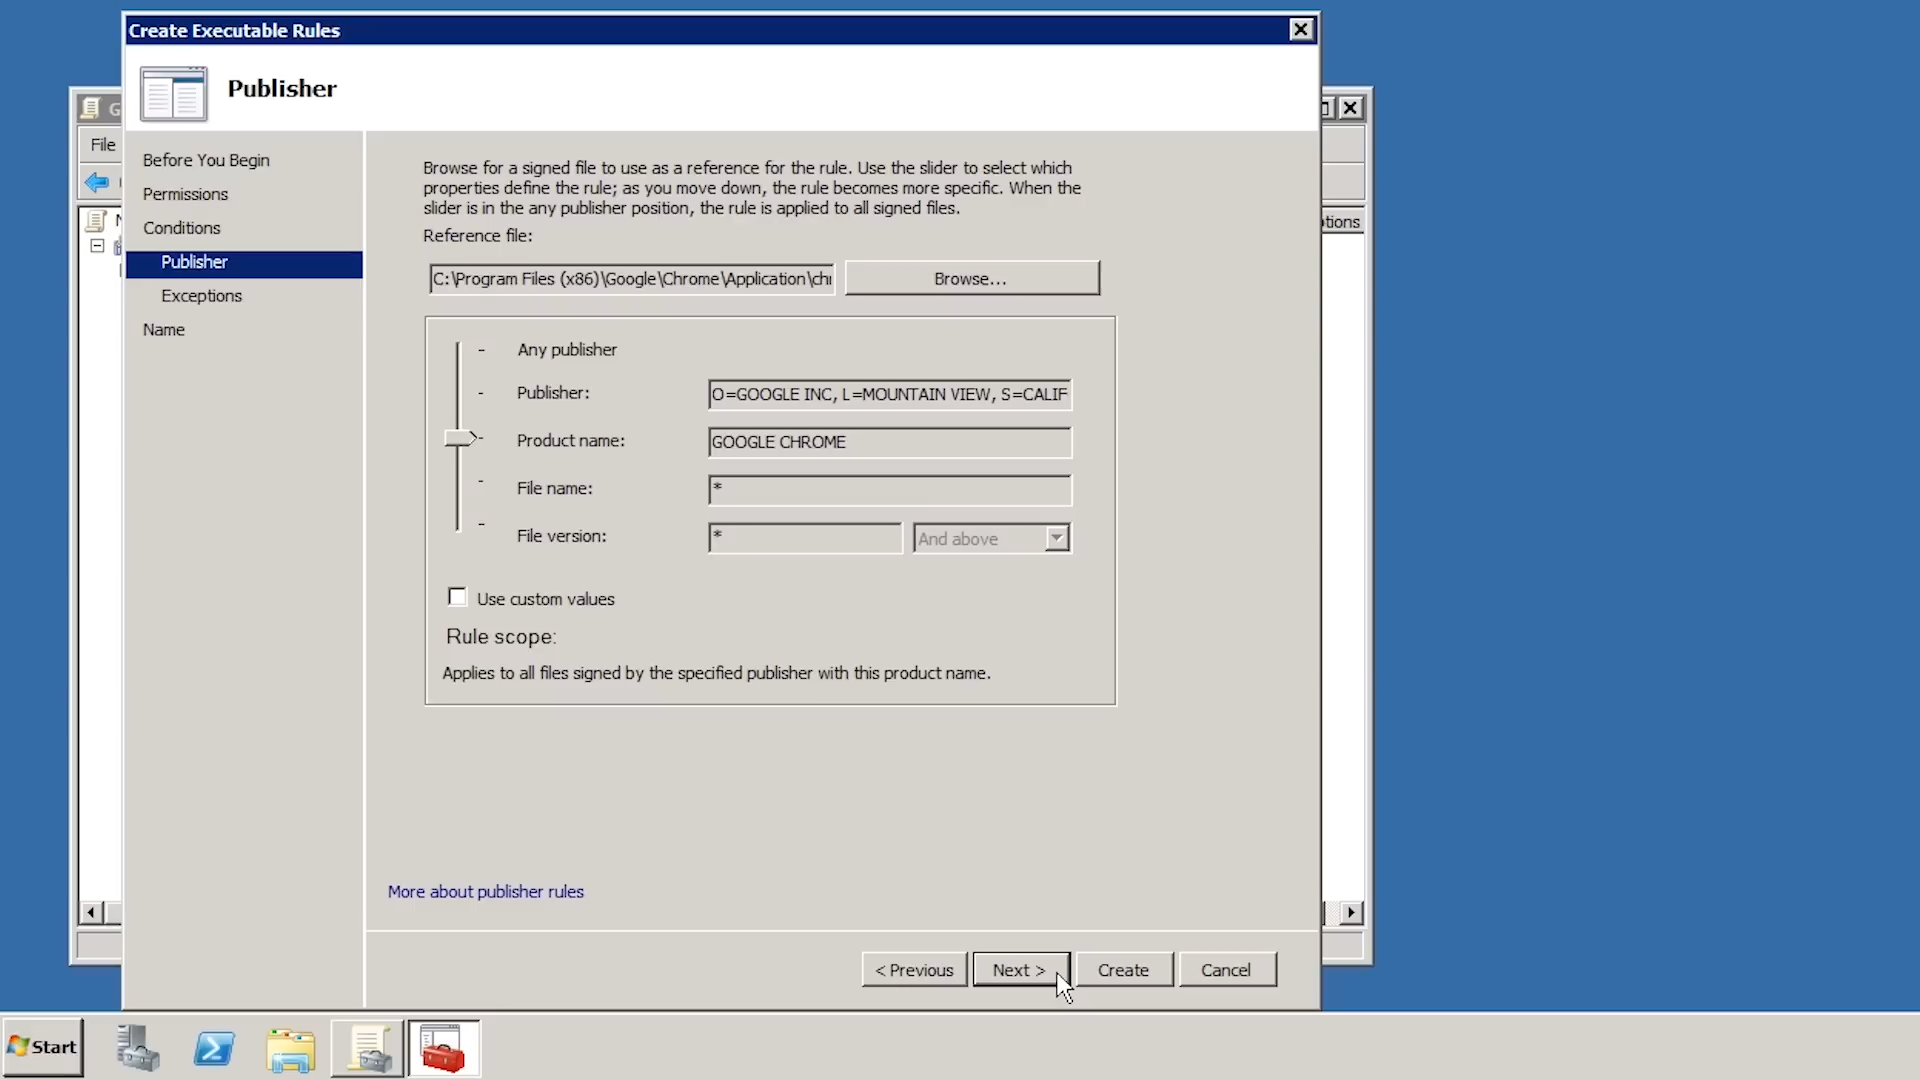 Create Executable Rules
Publisher
File
Before You Begin
Permissions
Conditions
Publisher
Exceptions
Name
Browse for a signed file to use as a reference for the rule. Use the slider to select which
properties define the rule; as you move down, the rule becomes more specific. When the
slider is in the any publisher position, the rule is applied to all signed files.
Reference file:
C:\Program Files (x86)\Google\Chrome\Application\ch
Browse...
- Any publisher
- Publisher: O=GOOGLE INC, L=MOUNTAIN VIEW, S=CALIF
- Product name: GOOGLE CHROME
- File name: *
- File version: * And above
Use custom values
Rule scope:
Applies to all files signed by the specified publisher with this product name.
More about publisher rules
< Previous Next > Create Cancel
Start